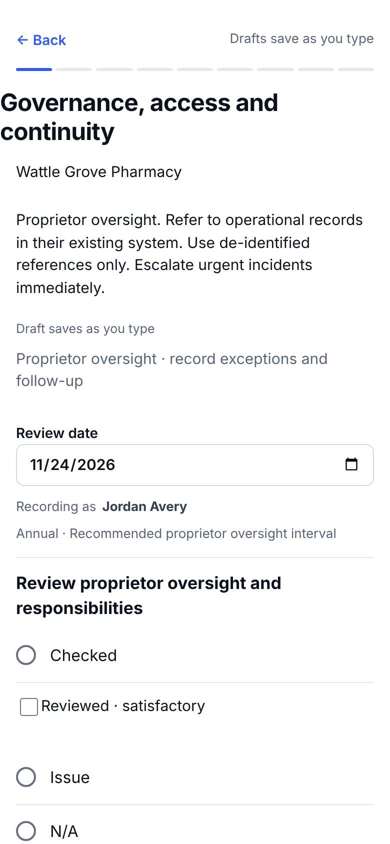 ← Back
Drafts save as you type
Governance, access and
continuity
Wattle Grove Pharmacy
Proprietor oversight. Refer to operational records
in their existing system. Use de-identified
references only. Escalate urgent incidents
immediately.
Draft saves as you type
Proprietor oversight · record exceptions and
follow-up
Review date
11/24/2026
Recording as Jordan Avery
Annual · Recommended proprietor oversight interval
Review proprietor oversight and
responsibilities
Checked
Reviewed · satisfactory
Issue
N/A